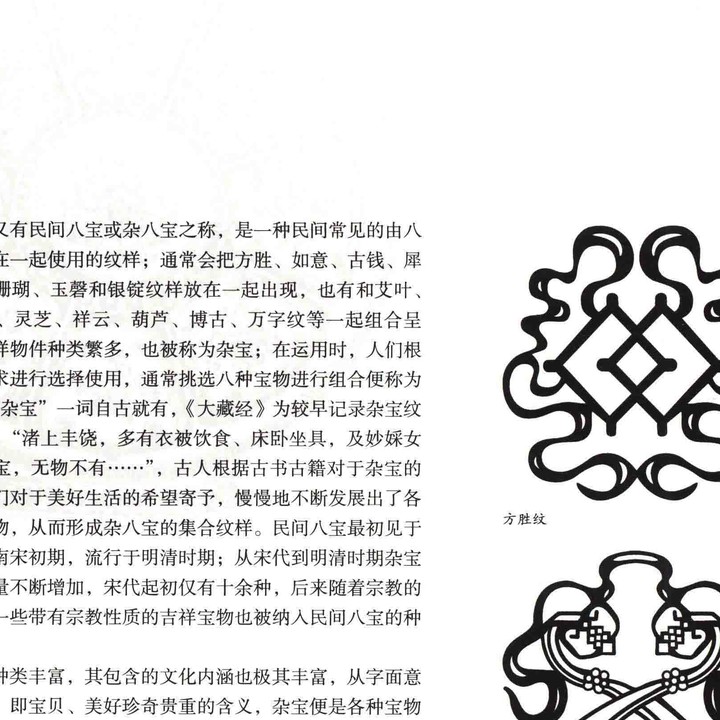 又有民间八宝或杂八宝之称，是一种民间常见的由八
在一起使用的纹样；通常会把方胜、如意、古钱、犀
珊瑚、玉磬和银锭纹样放在一起出现，也有和艾叶、
、灵芝、祥云、葫芦、博古、万字纹等一起组合呈
样物件种类繁多，也被称为杂宝；在运用时，人们根
求进行选择使用，通常挑选八种宝物进行组合便称为
杂宝”一词自古就有，《大藏经》为较早记录杂宝纹
“渚上丰饶，多有衣被饮食、床卧坐具，及妙婇女
宝，无物不有……”，古人根据古书古籍对于杂宝的
们对于美好生活的希望寄予，慢慢地不断发展出了各
物，从而形成杂八宝的集合纹样。民间八宝最初见于
南宋初期，流行于明清时期；从宋代到明清时期杂宝
量不断增加，宋代起初仅有十余种，后来随着宗教的
一些带有宗教性质的吉祥宝物也被纳入民间八宝的种
种类丰富，其包含的文化内涵也极其丰富，从字面意
即宝贝、美好珍奇贵重的含义，杂宝便是各种宝物
方胜纹